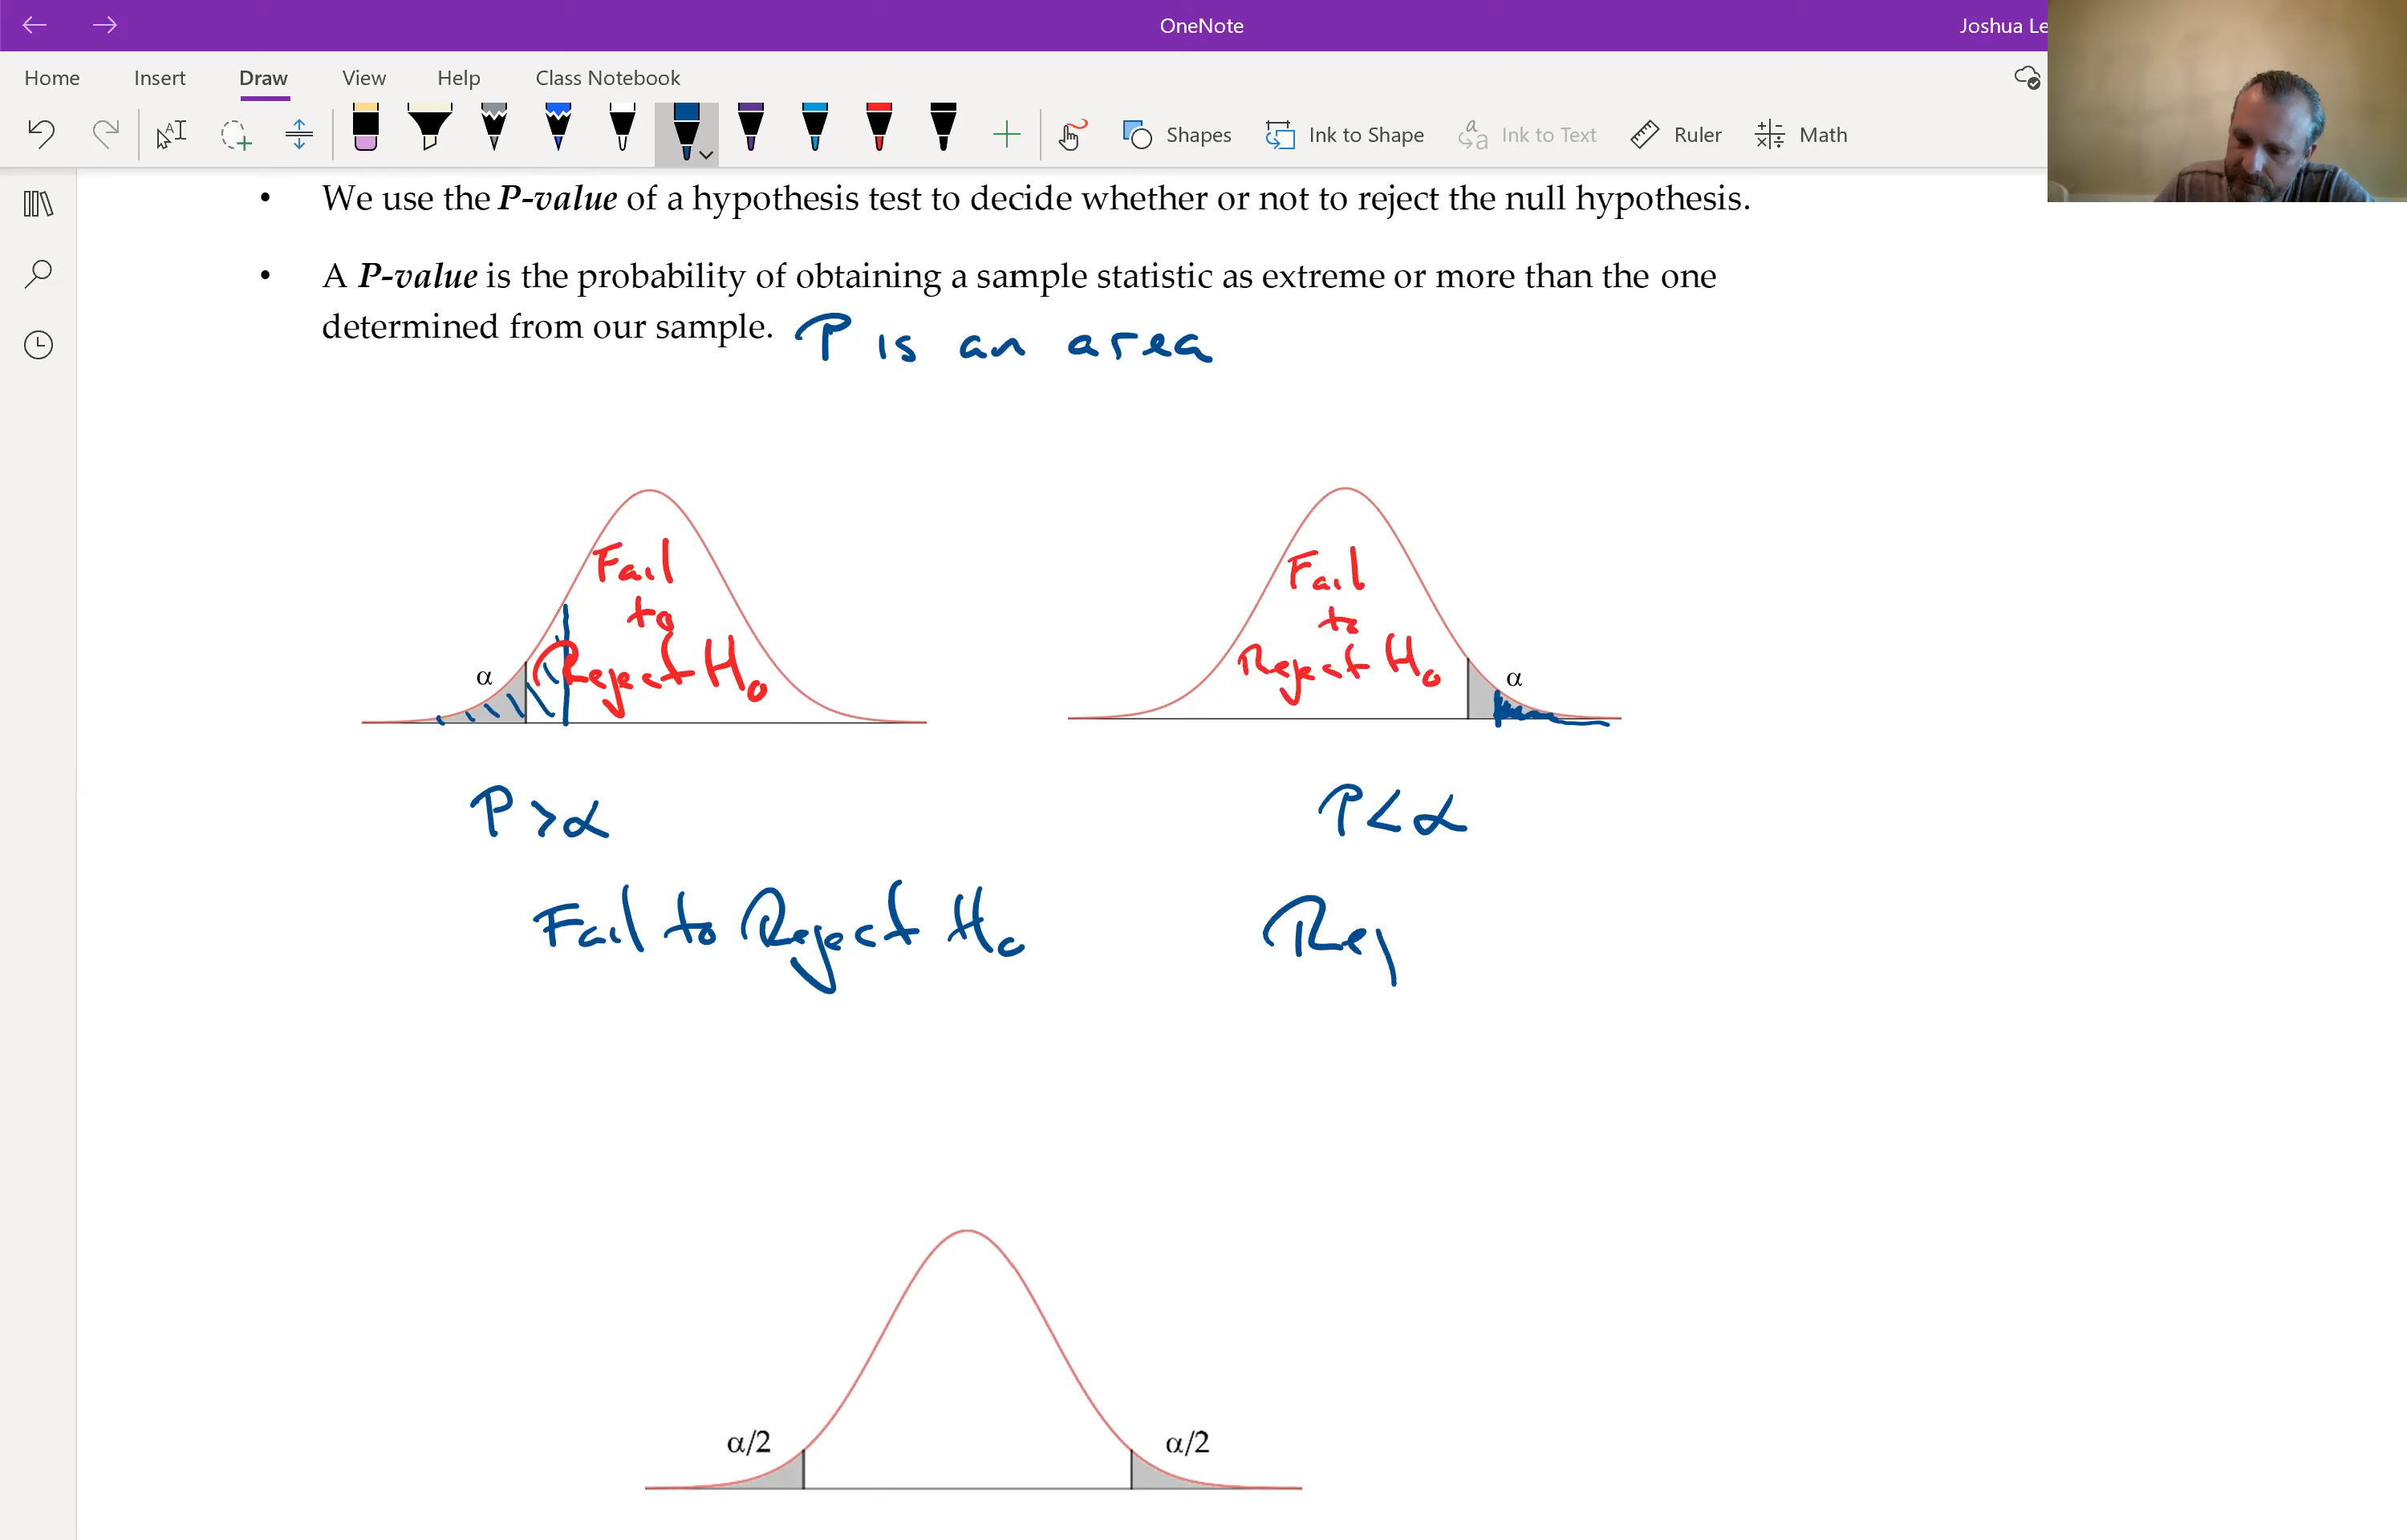 OneNote
Joshua Le
Home Insert Draw View Help Class Notebook
Shapes Ink to Shape Ink to Text Ruler Math
• We use the P-value of a hypothesis test to decide whether or not to reject the null hypothesis.
• A P-value is the probability of obtaining a sample statistic as extreme or more than the one
determined from our sample. P is an area
Fail
to
Reject H₀
α
Fail
to
Reject H₀
α
P > α
P < α
Fail to Reject H₀
Rej
α/2
α/2